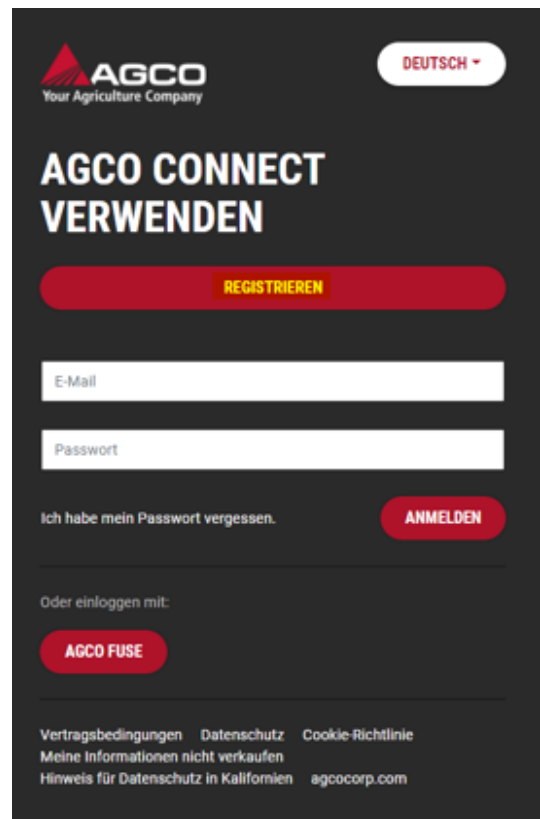 AGCO
Your Agriculture Company
DEUTSCH
AGCO CONNECT
VERWENDEN
REGISTRIEREN
E-Mail
Passwort
Ich habe mein Passwort vergessen.
ANMELDEN
Oder einloggen mit:
AGCO FUSE
Vertragsbedingungen Datenschutz Cookie-Richtlinie
Meine Informationen nicht verkaufen
Hinweis für Datenschutz in Kalifornien agcocorp.com